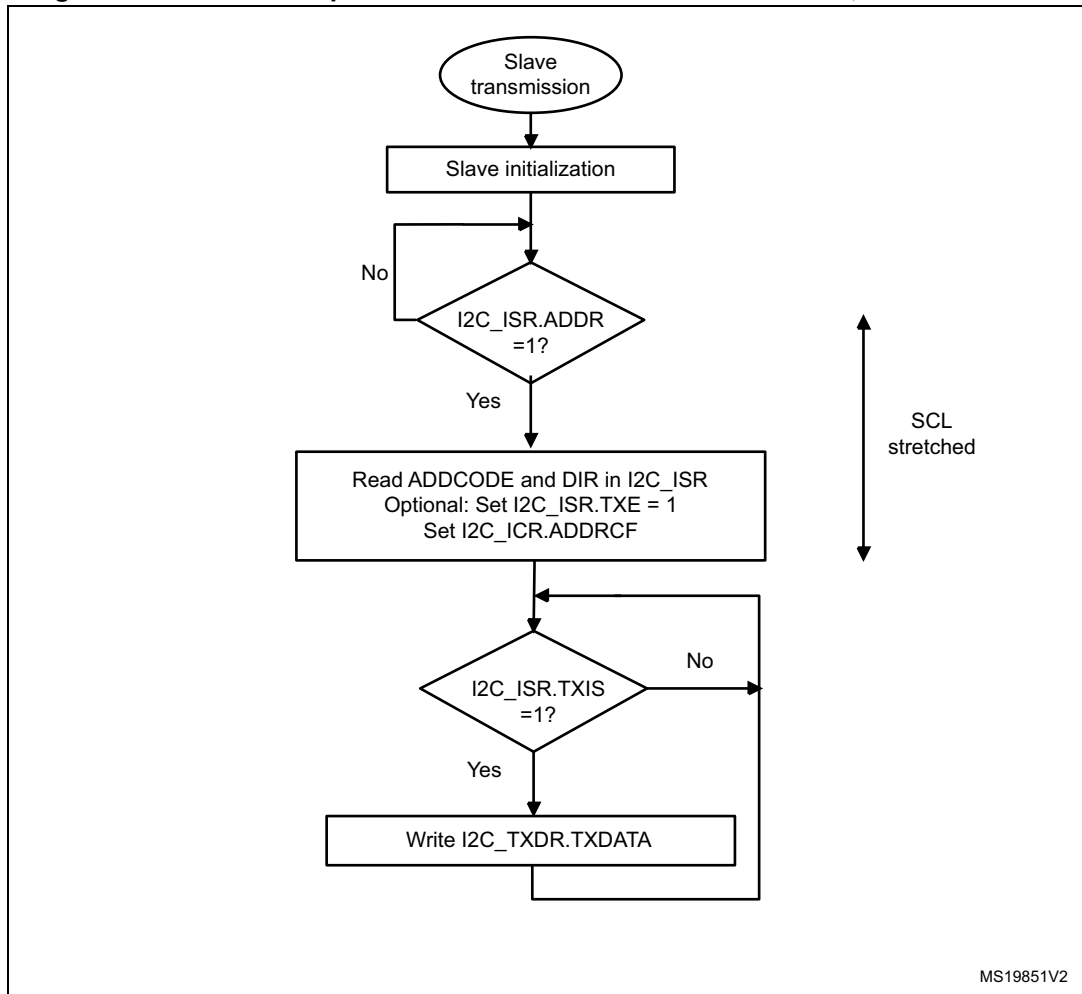 Slave
transmission
Slave initialization
No
I2C_ISR.ADDR
=1?
Yes
SCL
stretched
Read ADDCODE and DIR in I2C_ISR
Optional: Set I2C_ISR.TXE = 1
Set I2C_ICR.ADDRCF
No
I2C_ISR.TXIS
=1?
Yes
Write I2C_TXDR.TXDATA
MS19851V2